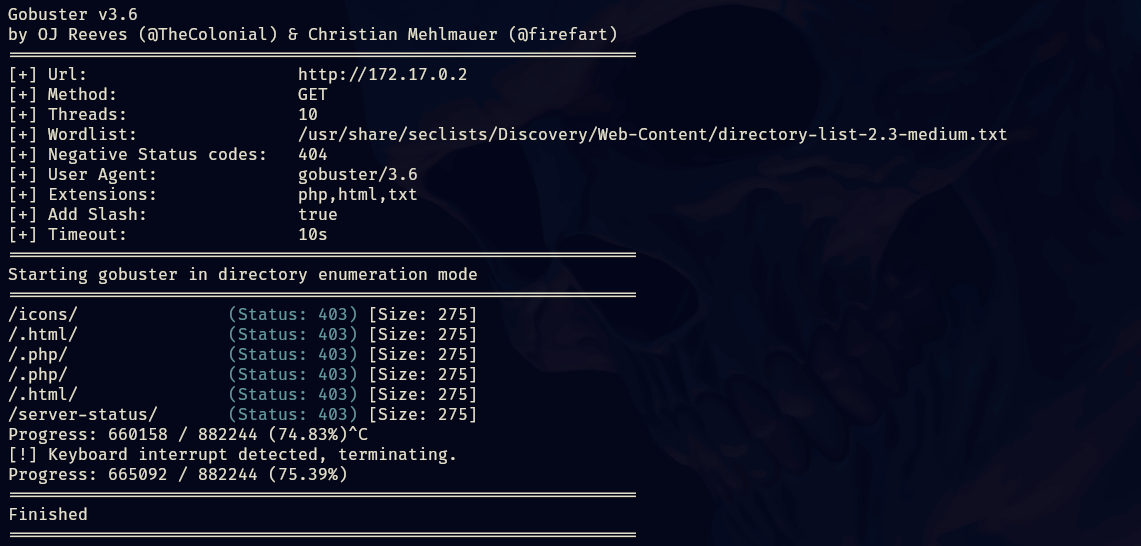 Gobuster v3.6
by OJ Reeves (@TheColonial) & Christian Mehlmauer (@firefart)
===============================================================
[+] Url:                     http://172.17.0.2
[+] Method:                  GET
[+] Threads:                 10
[+] Wordlist:                /usr/share/seclists/Discovery/Web-Content/directory-list-2.3-medium.txt
[+] Negative Status codes:   404
[+] User Agent:              gobuster/3.6
[+] Extensions:              php,html,txt
[+] Add Slash:               true
[+] Timeout:                 10s
===============================================================
Starting gobuster in directory enumeration mode
===============================================================
/icons/               (Status: 403) [Size: 275]
/.html/               (Status: 403) [Size: 275]
/.php/                (Status: 403) [Size: 275]
/.php/                (Status: 403) [Size: 275]
/.html/               (Status: 403) [Size: 275]
/server-status/       (Status: 403) [Size: 275]
Progress: 660158 / 882244 (74.83%)^C
[!] Keyboard interrupt detected, terminating.
Progress: 665092 / 882244 (75.39%)
===============================================================
Finished
===============================================================